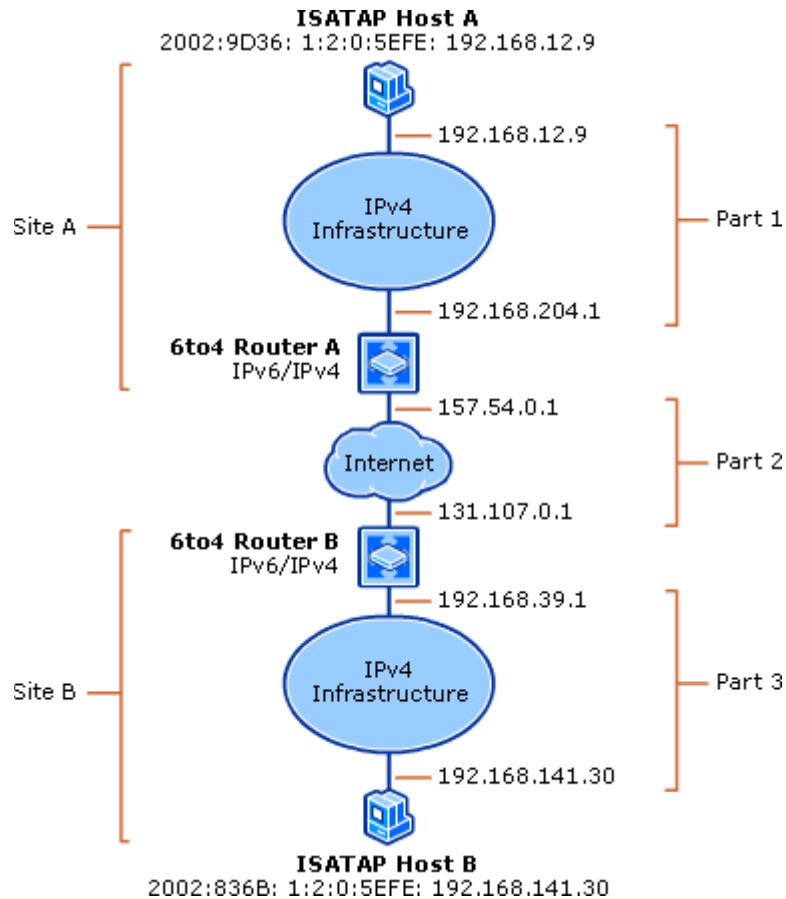 ISATAP Host A
2002:9D36: 1:2:0:5EFE: 192.168.12.9
192.168.12.9
IPv4
Infrastructure
Site A
Part 1
192.168.204.1
6to4 Router A
IPv6/IPv4
157.54.0.1
Internet
Part 2
131.107.0.1
6to4 Router B
IPv6/IPv4
192.168.39.1
IPv4
Infrastructure
Site B
Part 3
192.168.141.30
ISATAP Host B
2002:836B: 1:2:0:5EFE: 192.168.141.30